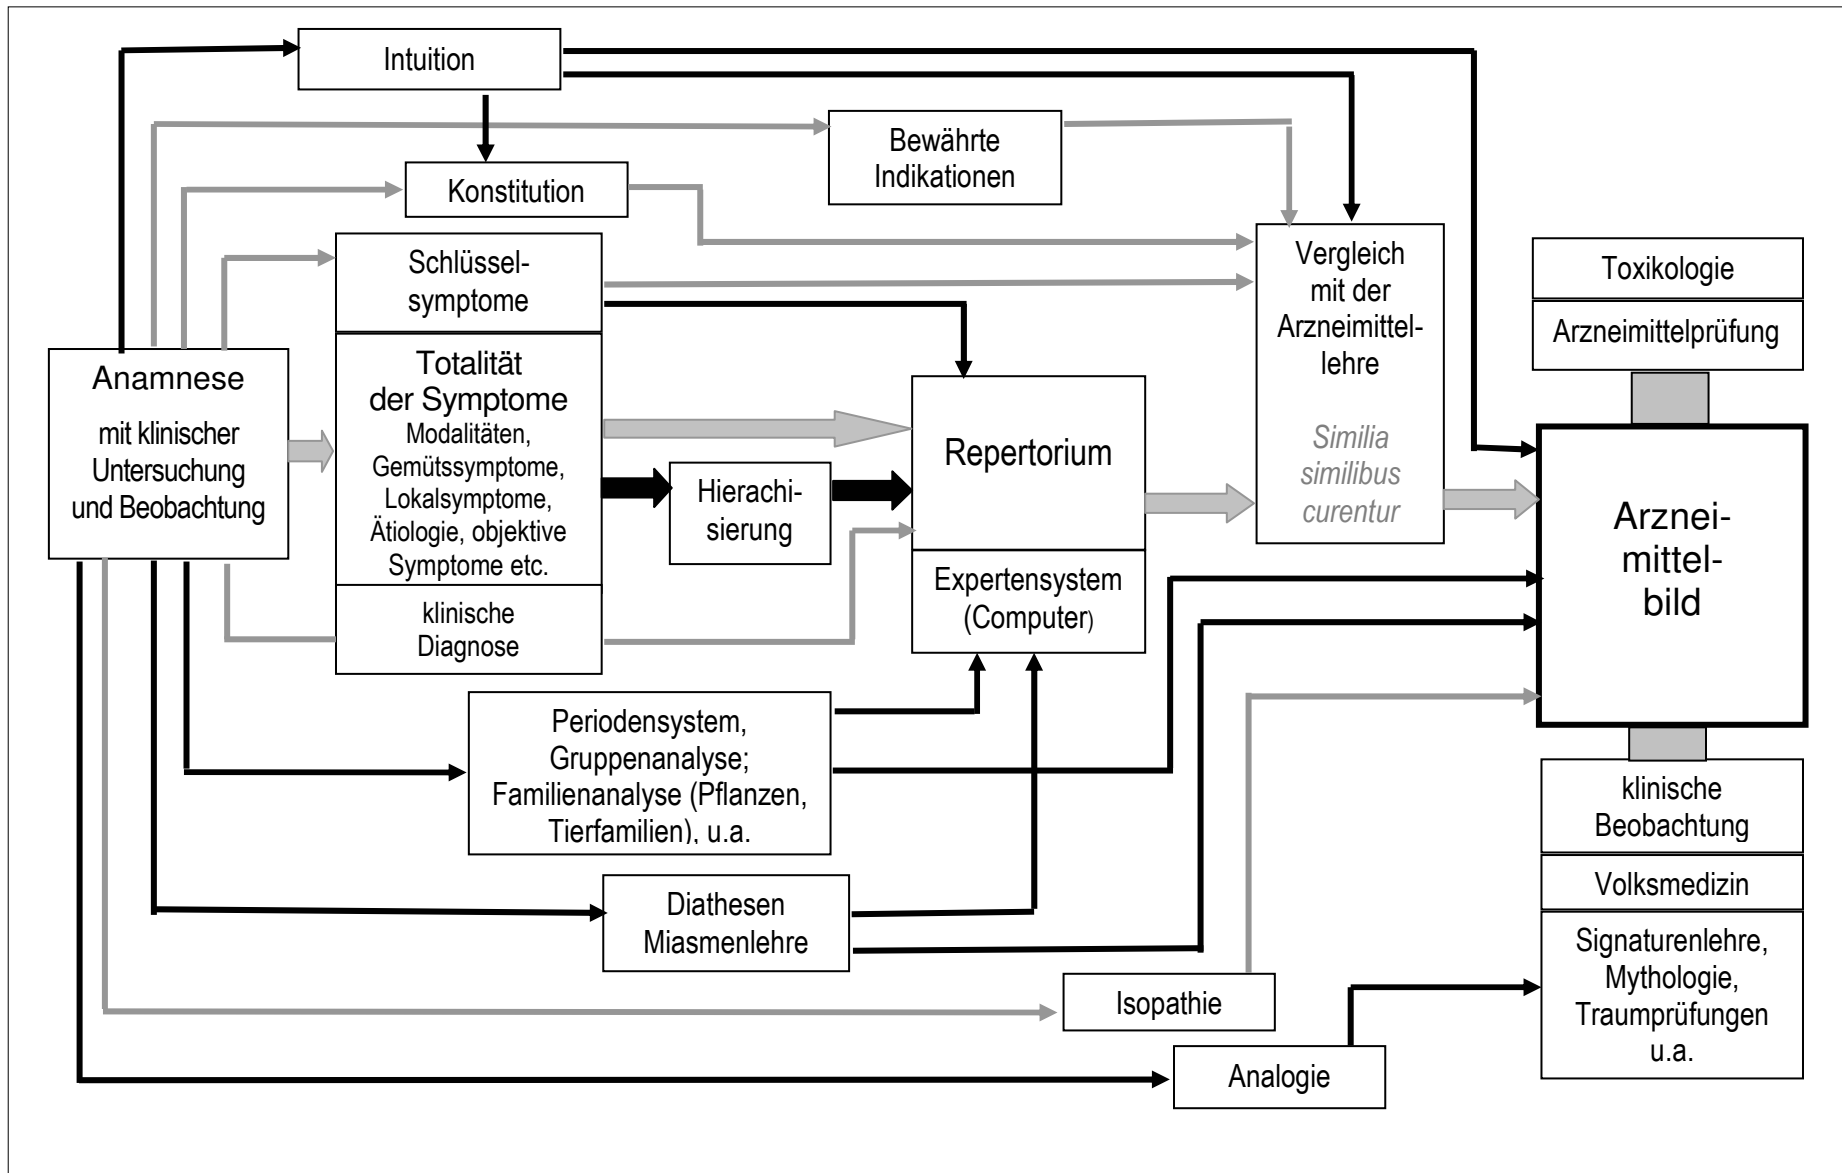 Intuition
Bewährte
Indikationen
Konstitution
Schlüssel-
symptome
Totalität
der Symptome
Modalitäten,
Gemütssymptome,
Lokalsymptome,
Ätiologie, objektive
Symptome etc.
klinische
Diagnose
Anamnese
mit klinischer
Untersuchung
und Beobachtung
Hierachi-
sierung
Repertorium
Expertensystem
(Computer)
Vergleich
mit der
Arzneimittel-
lehre
Similia
similibus
curentur
Toxikologie
Arzneimittelprüfung
Arznei-
mittel-
bild
klinische
Beobachtung
Volksmedizin
Signaturenlehre,
Mythologie,
Traumprüfungen
u.a.
Periodensystem,
Gruppenanalyse;
Familienanalyse (Pflanzen,
Tierfamilien), u.a.
Diathesen
Miasmenlehre
Isopathie
Analogie